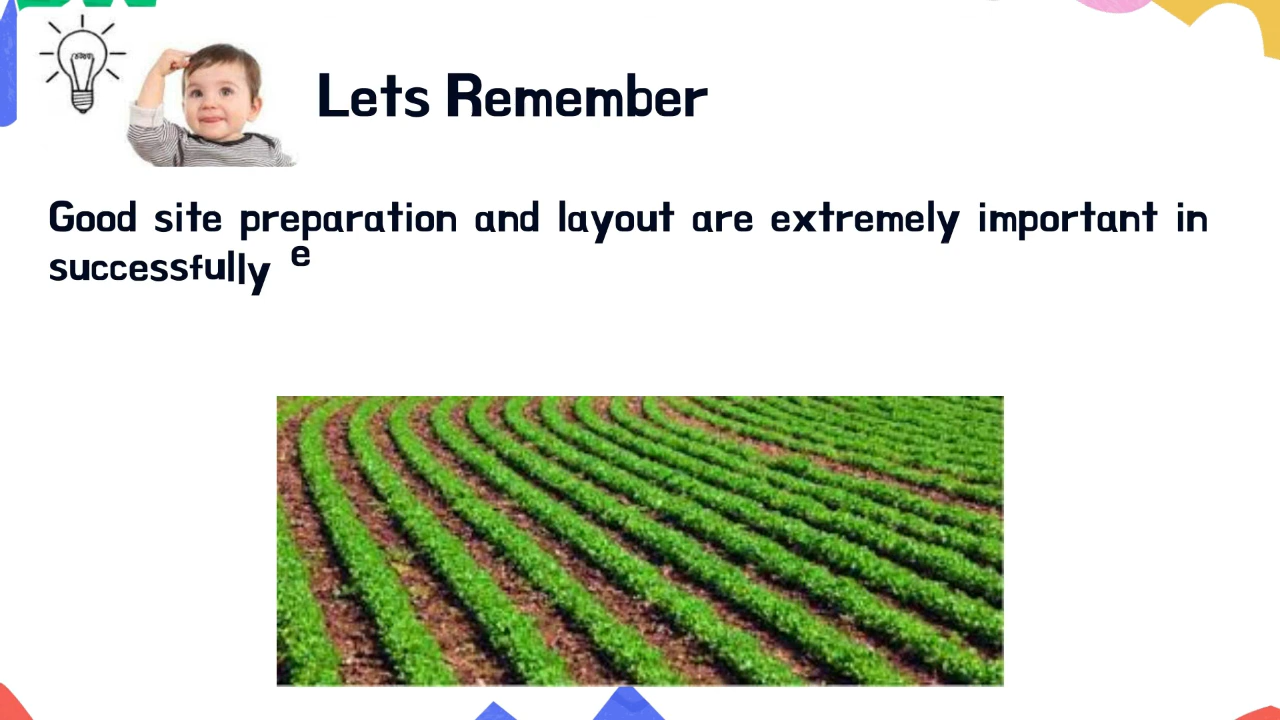 Lets Remember
Good site preparation and layout are extremely important in
successfully e